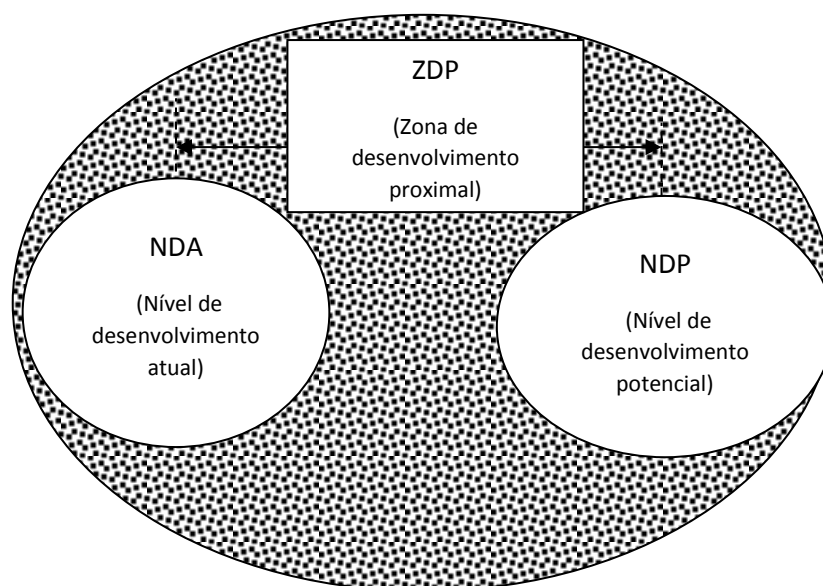 ZDP
(Zona de
desenvolvimento
proximal)
NDA
(Nível de
desenvolvimento
atual)
NDP
(Nível de
desenvolvimento
potencial)